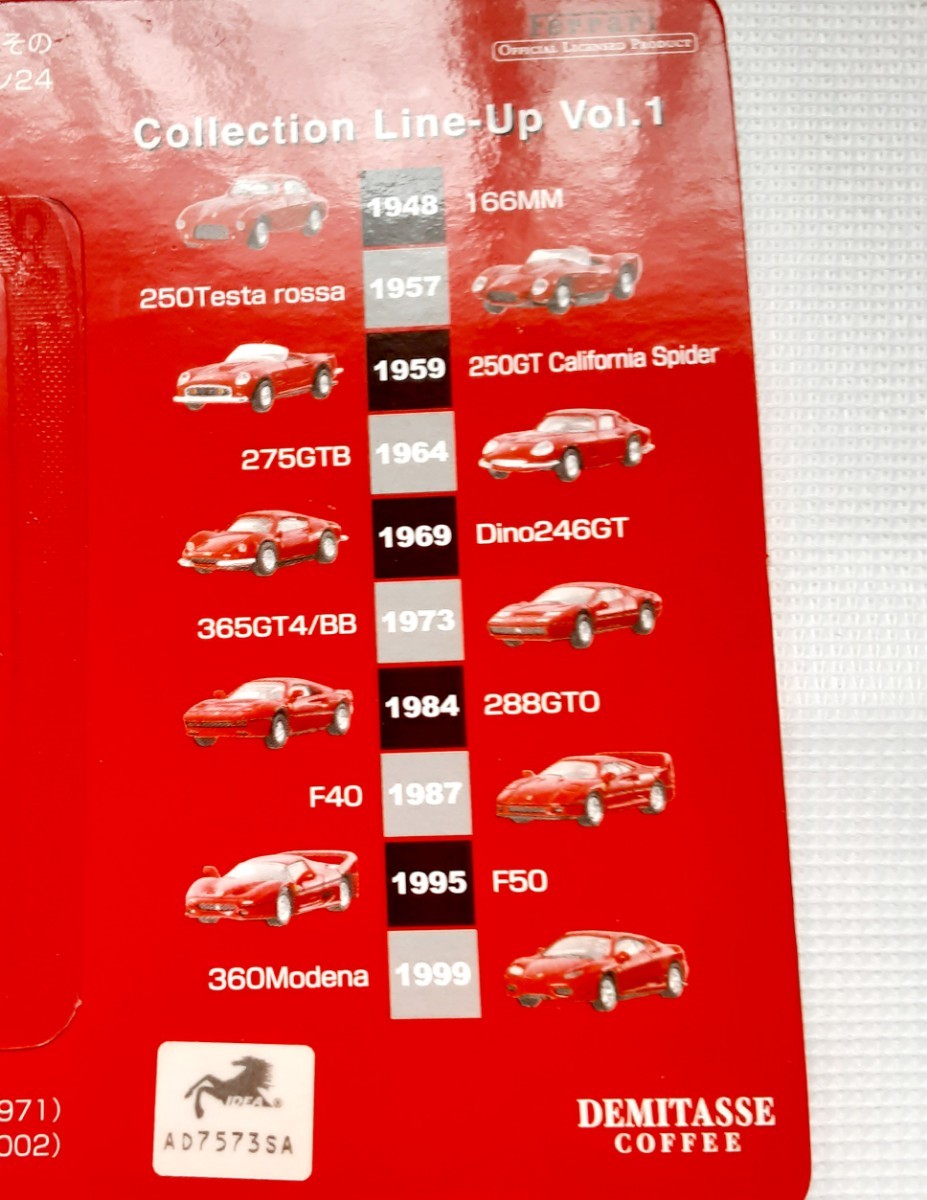 その
ン24
Ferrari
OFFICIAL LICENSED PRODUCT
Collection Line-Up Vol.1
1948 166MM
250Testa rossa 1957
1959 250GT California Spider
275GTB 1964
1969 Dino246GT
365GT4/BB 1973
1984 288GTO
F40 1987
1995 F50
360Modena 1999
IDEA®
AD7573SA
971)
002)
DEMITASSE
COFFEE